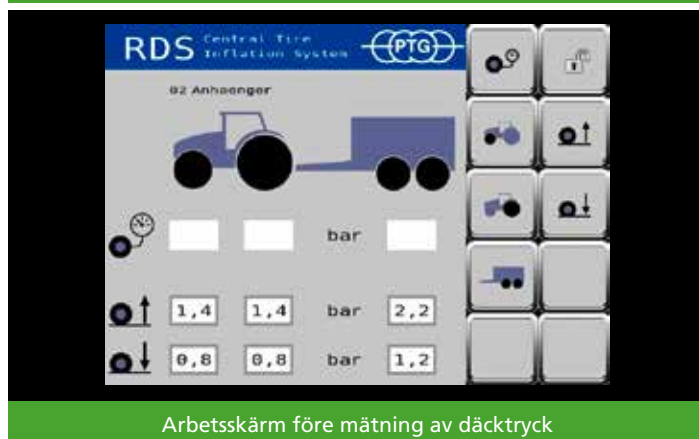 RDS Central Tire
Inflation System
PTG
02 Anhaenger
bar
1,4 1,4 bar 2,2
0,8 0,8 bar 1,2
Arbetsskärm före mätning av däcktryck